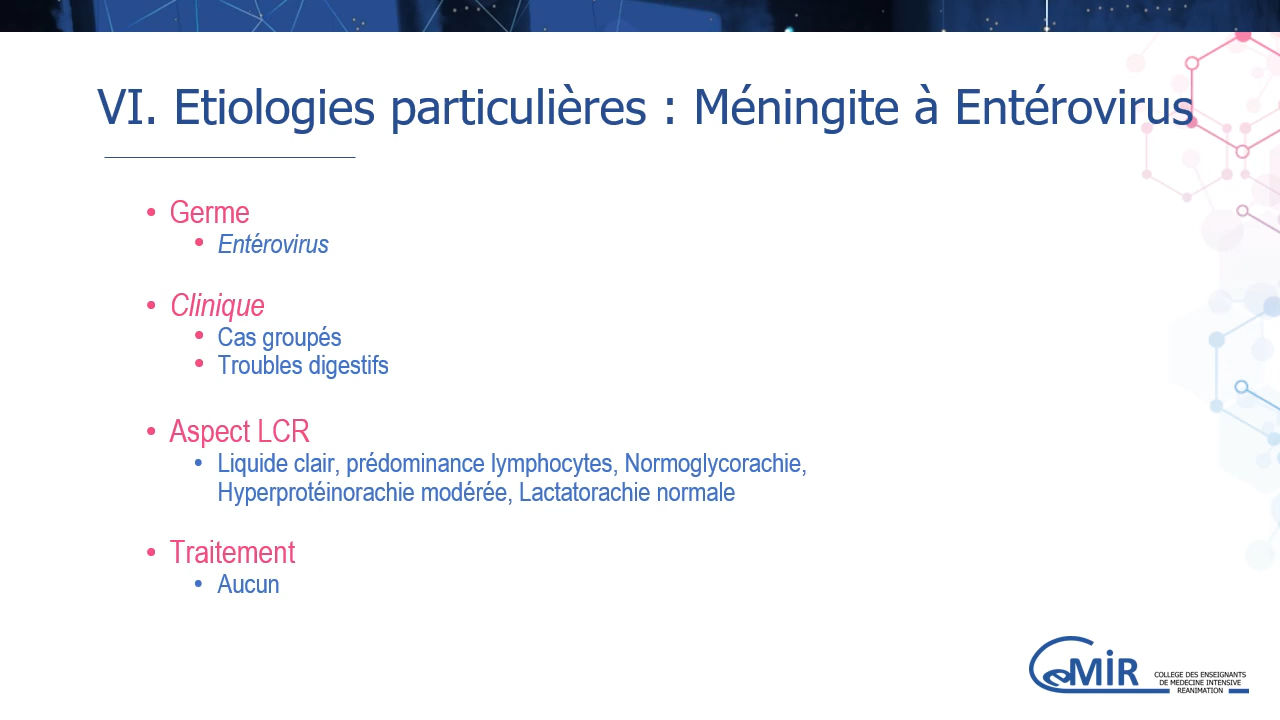 VI. Etiologies particulières : Méningite à Entérovirus
• Germe
• Entérovirus
• Clinique
• Cas groupés
• Troubles digestifs
• Aspect LCR
• Liquide clair, prédominance lymphocytes, Normoglycorachie,
Hyperprotéinorachie modérée, Lactatorachie normale
• Traitement
• Aucun
CeMIR
COLLEGE DES ENSEIGNANTS
DE MEDECINE INTENSIVE
REANIMATION